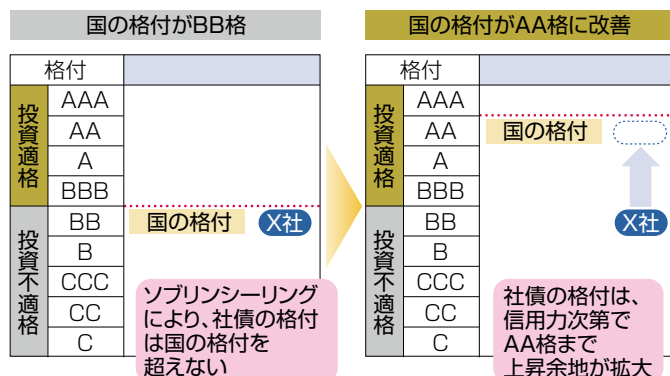 国の格付がBB格
格付
投資適格
AAA
AA
A
BBB
投資不適格
BB
B
CCC
CC
C
国の格付
X社
ソブリンシーリング
により、社債の格付
は国の格付を
超えない
国の格付がAA格に改善
格付
投資適格
AAA
AA
A
BBB
投資不適格
BB
B
CCC
CC
C
国の格付
X社
社債の格付は、
信用力次第で
AA格まで
上昇余地が拡大